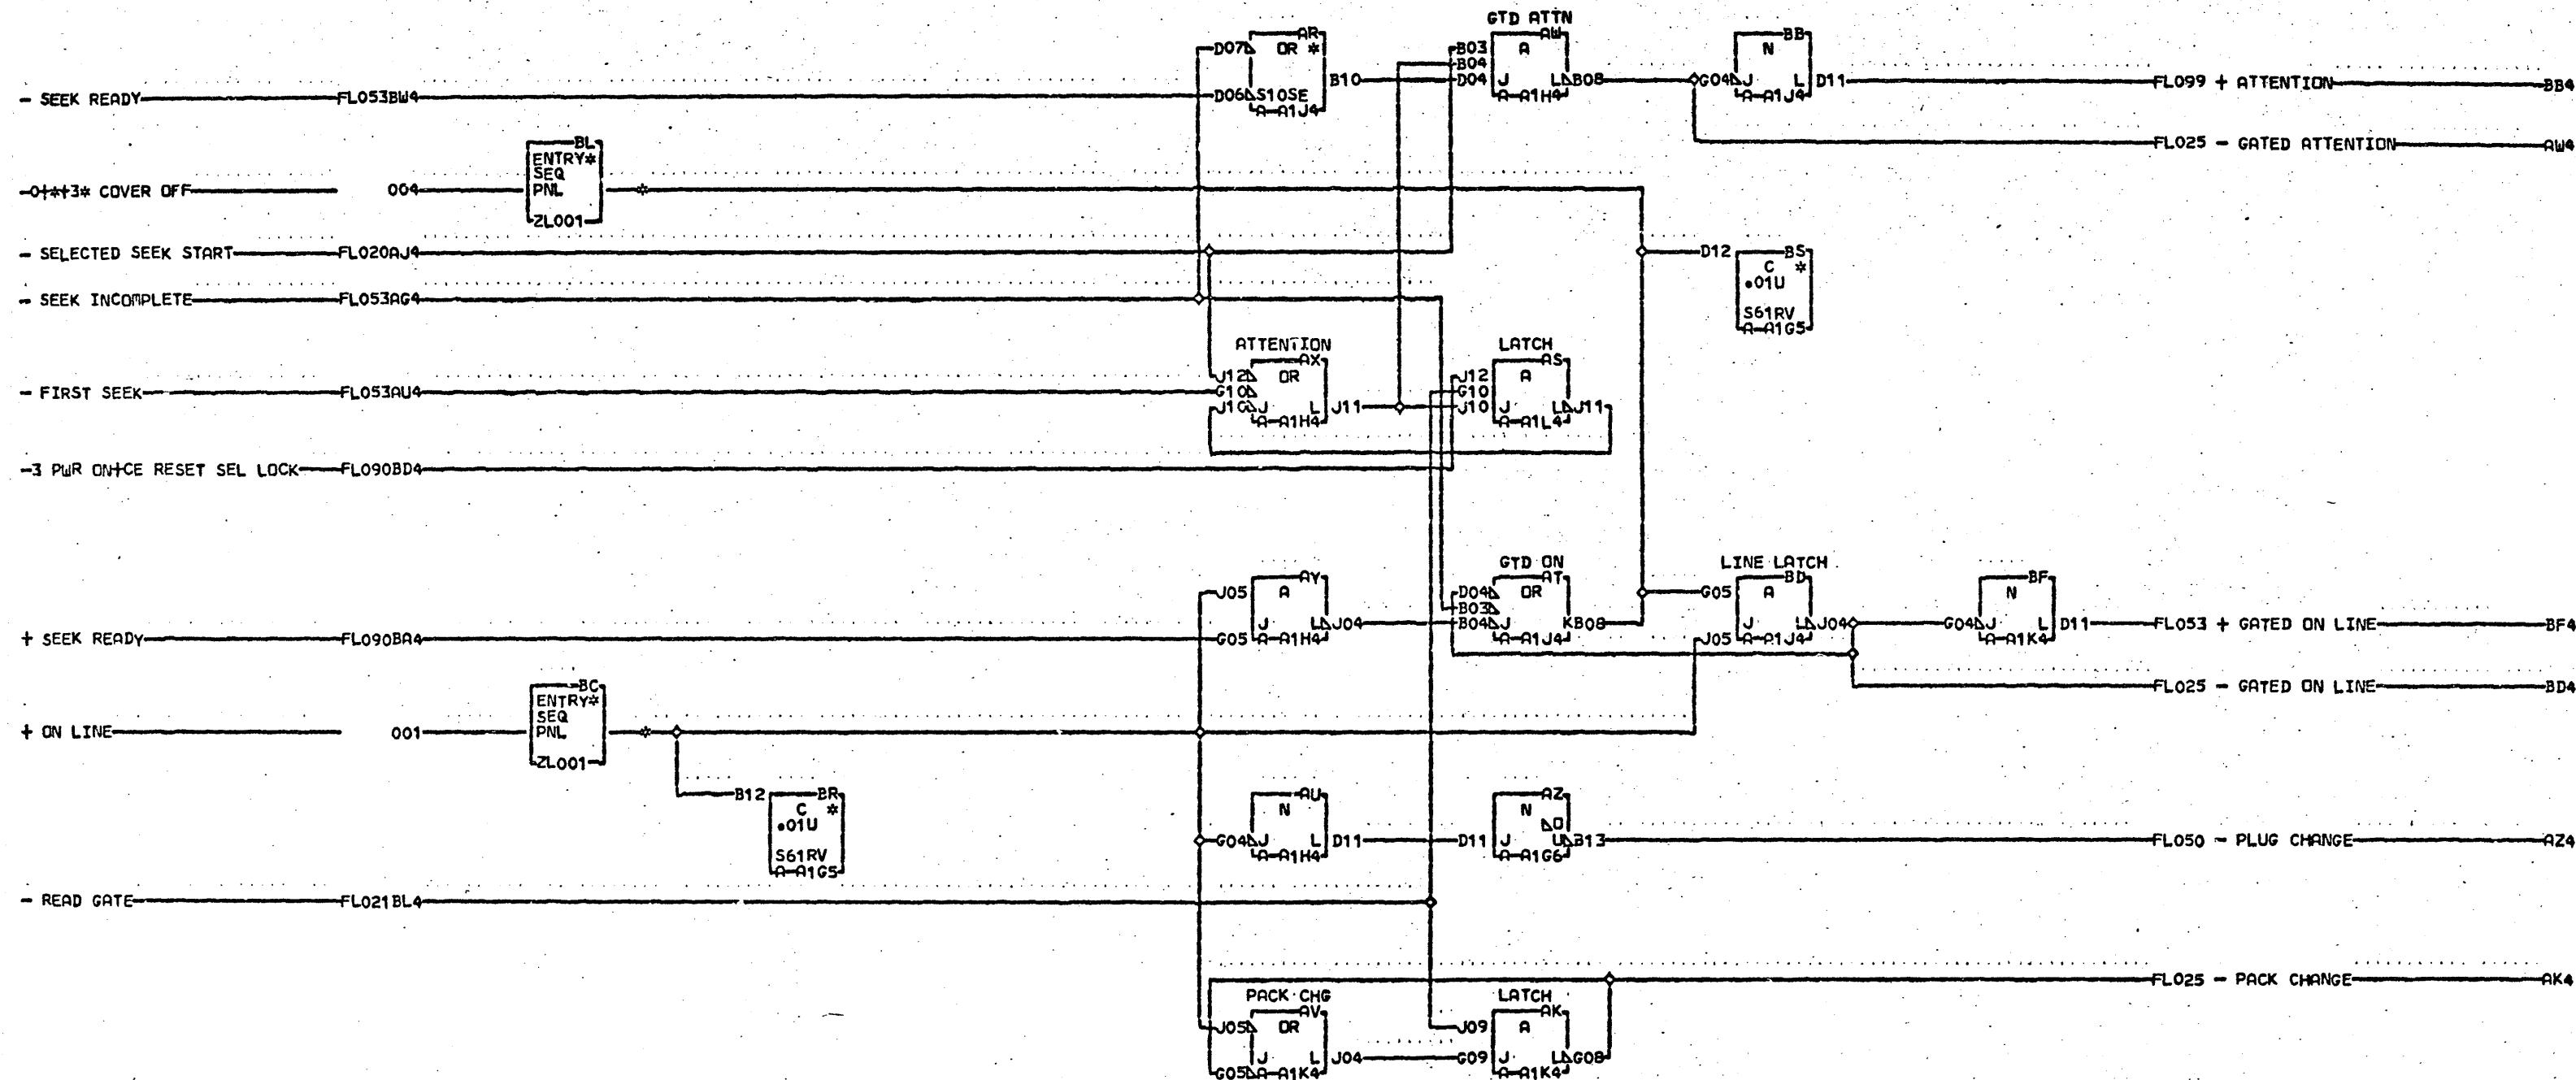 GTD ATTN
AR
OR *
D07
B10
- SEEK READY
FL053BW4
D06
S10SE
A-A1J4
AW
A
B03
B04
D04
J L B08
A-A1H4
BB
N
G04 J L D11
A-A1J4
FL099 + ATTENTION
BB4
FL025 - GATED ATTENTION
AW4
BL
ENTRY*
SEQ
PNL
ZL001
-0+*+3* COVER OFF
004
*
- SELECTED SEEK START
FL020AJ4
D12
BS
C *
.01U
S61RV
A-A1G5
- SEEK INCOMPLETE
FL053AG4
ATTENTION
AX
OR
J12
G10
J10 J L J11
A-A1H4
LATCH
AS
A
J12
G10
J10 J L J11
A-A1L4
- FIRST SEEK
FL053AU4
-3 PWR ON+CE RESET SEL LOCK
FL090BD4
AY
J05 A
J L J04
G05 A-A1H4
GTD ON
AT
D04 OR
B03
B04 J K B08
A-A1J4
LINE LATCH
BD
G05 A
J L J04
J05 A-A1J4
BF
N
G04 J L D11
A-A1K4
+ SEEK READY
FL090BA4
FL053 + GATED ON LINE
BF4
FL025 - GATED ON LINE
BD4
BC
ENTRY*
SEQ
PNL
ZL001
+ ON LINE
001
*
B12
BR
C *
.01U
S61RV
A-A1G5
AU
N
G04 J L D11
A-A1H4
AZ
N
D
D11 J U B13
A-A1G6
FL050 - PLUG CHANGE
AZ4
- READ GATE
FL021BL4
FL025 - PACK CHANGE
AK4
PACK CHG
AV
J05 OR
J L J04
G05 A-A1K4
LATCH
AK
J09 A
G09 J L G08
A-A1K4